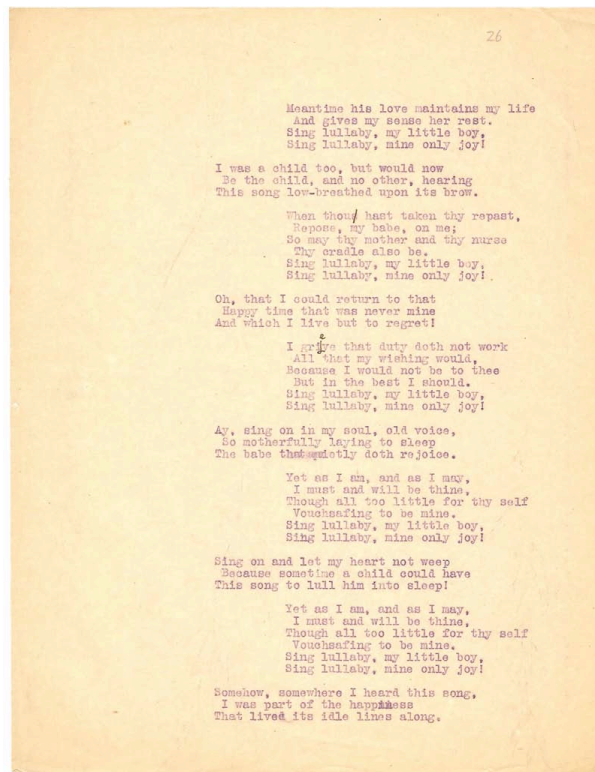 26
Meantime his love maintains my life
And gives my sense her rest.
Sing lullaby, my little boy,
Sing lullaby, mine only joy!
I was a child too, but would now
Be the child, and no other, hearing
This song low-breathed upon its brow.
When thou hast taken thy repast,
Repose, my babe, on me;
So may thy mother and thy nurse
Thy cradle also be.
Sing lullaby, my little boy,
Sing lullaby, mine only joy!
Oh, that I could return to that
Happy time that was never mine
And which I live but to regret!
I grieve that duty doth not work
All that my wishing would,
Because I would not be to thee
But in the best I should.
Sing lullaby, my little boy,
Sing lullaby, mine only joy!
Ay, sing on in my soul, old voice,
So motherfully laying to sleep
The babe that quietly doth rejoice.
Yet as I am, and as I may,
I must and will be thine,
Though all too little for thy self
Vouchsafing to be mine.
Sing lullaby, my little boy,
Sing lullaby, mine only joy!
Sing on and let my heart not weep
Because sometime a child could have
This song to lull him into sleep!
Yet as I am, and as I may,
I must and will be thine,
Though all too little for thy self
Vouchsafing to be mine.
Sing lullaby, my little boy,
Sing lullaby, mine only joy!
Somehow, somewhere I heard this song,
I was part of the happiness
That lived its idle lines along.